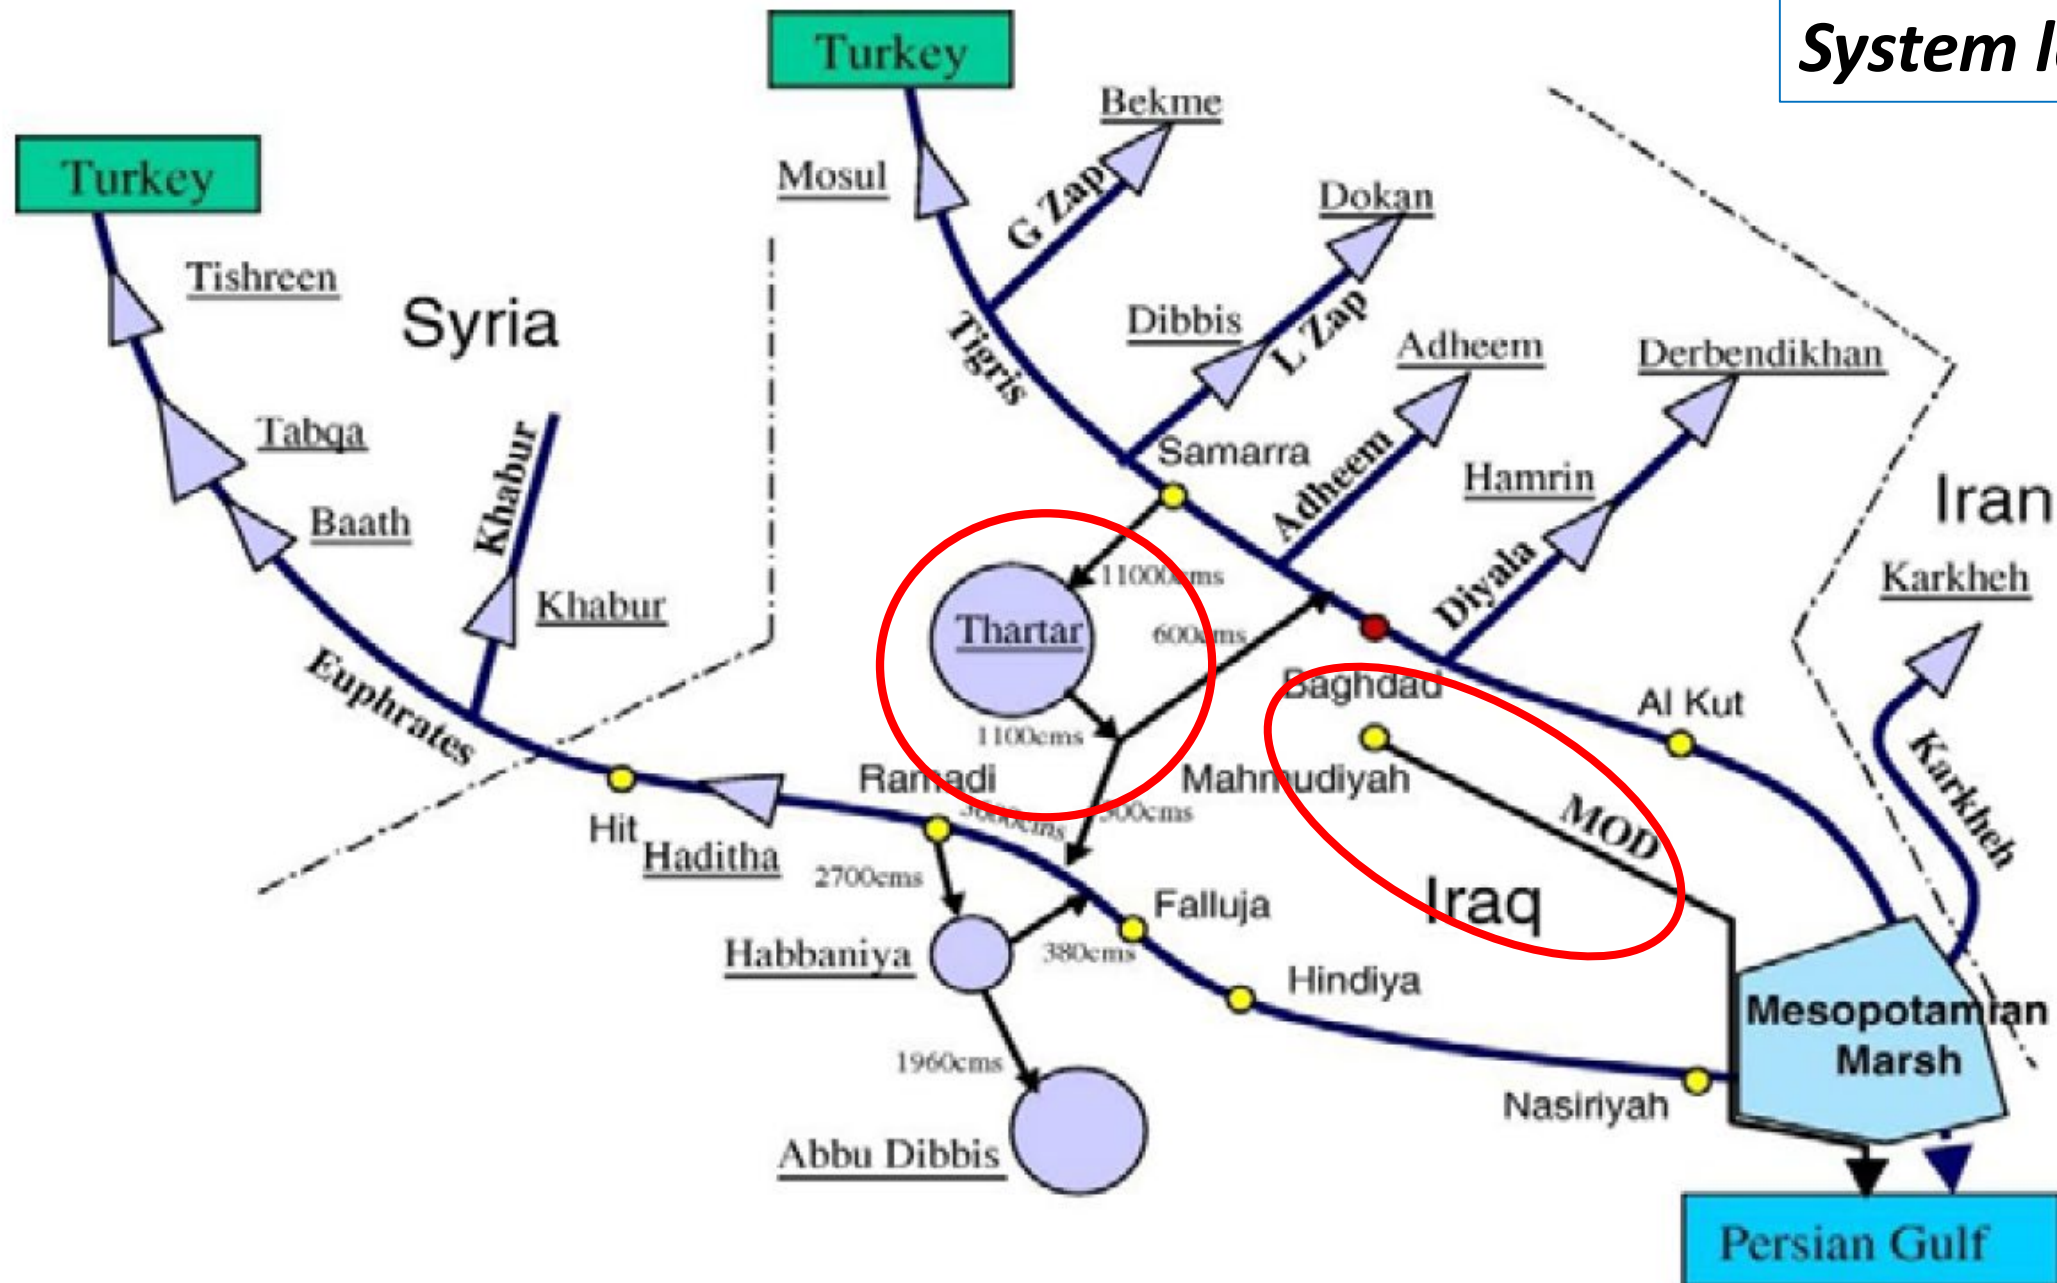 System l
Turkey
Turkey
Bekme
Mosul
G Zap
Dokan
Tishreen
Syria
Dibbis
L Zap
Tigris
Adheem
Derbendikhan
Tabqa
Khabur
Samarra
Adheem
Hamrin
Iran
Baath
Diyala
Karkheh
11000cms
Khabur
Thartar
600cms
Euphrates
Baghdad
Al Kut
1100cms
Karkheh
Ramadi
Mahmudiyah
MOD
Hit
Haditha
2700cms
Falluja
Iraq
Habbaniya
380cms
Hindiya
Mesopotamian
Marsh
1960cms
Nasiriyah
Abbu Dibbis
Persian Gulf